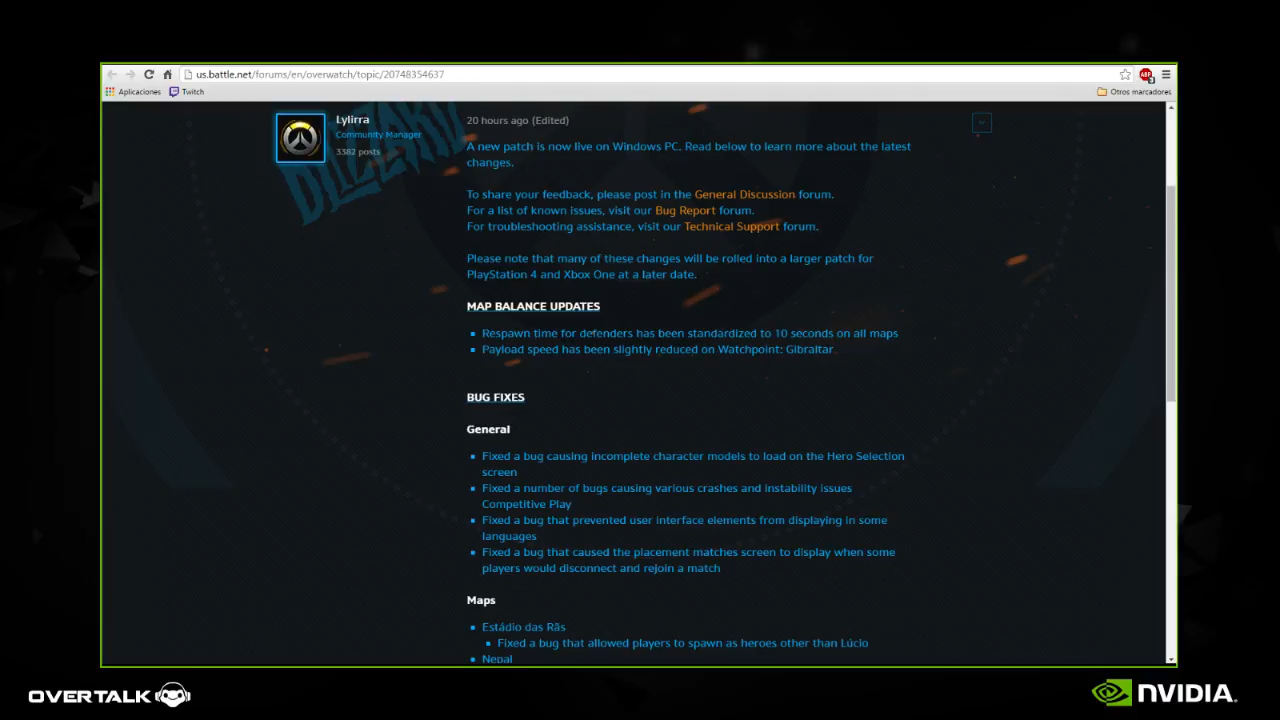 us.battle.net/forums/en/overwatch/topic/20748354637
ABP
Aplicaciones
Twitch
Otros marcadores
Lylirra
Community Manager
3382 posts
BLIZZARD
20 hours ago (Edited)
A new patch is now live on Windows PC. Read below to learn more about the latest
changes.
To share your feedback, please post in the General Discussion forum.
For a list of known issues, visit our Bug Report forum.
For troubleshooting assistance, visit our Technical Support forum.
Please note that many of these changes will be rolled into a larger patch for
PlayStation 4 and Xbox One at a later date.
MAP BALANCE UPDATES
Respawn time for defenders has been standardized to 10 seconds on all maps
Payload speed has been slightly reduced on Watchpoint: Gibraltar
BUG FIXES
General
Fixed a bug causing incomplete character models to load on the Hero Selection
screen
Fixed a number of bugs causing various crashes and instability issues
Competitive Play
Fixed a bug that prevented user interface elements from displaying in some
languages
Fixed a bug that caused the placement matches screen to display when some
players would disconnect and rejoin a match
Maps
Estádio das Rãs
Fixed a bug that allowed players to spawn as heroes other than Lúcio
Nepal
OVERTALK
NVIDIA.